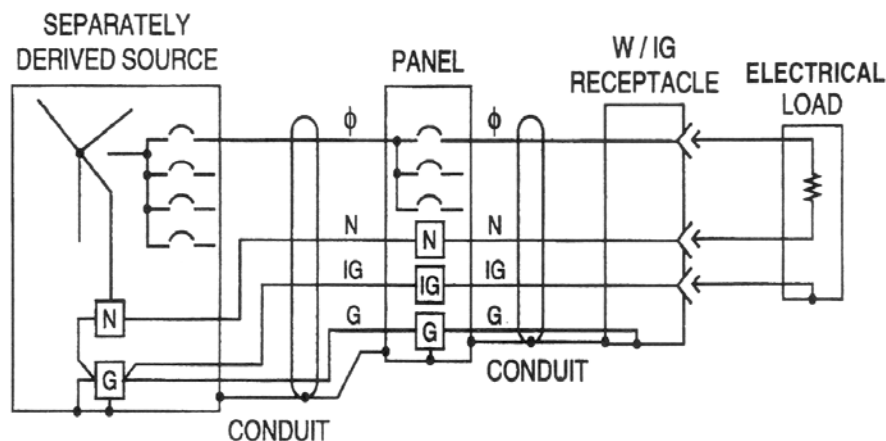 SEPARATELY
DERIVED SOURCE
PANEL
W / IG
RECEPTACLE
ELECTRICAL
LOAD
ϕ
ϕ
N
N
N
IG
IG
IG
N
G
G
G
G
CONDUIT
CONDUIT